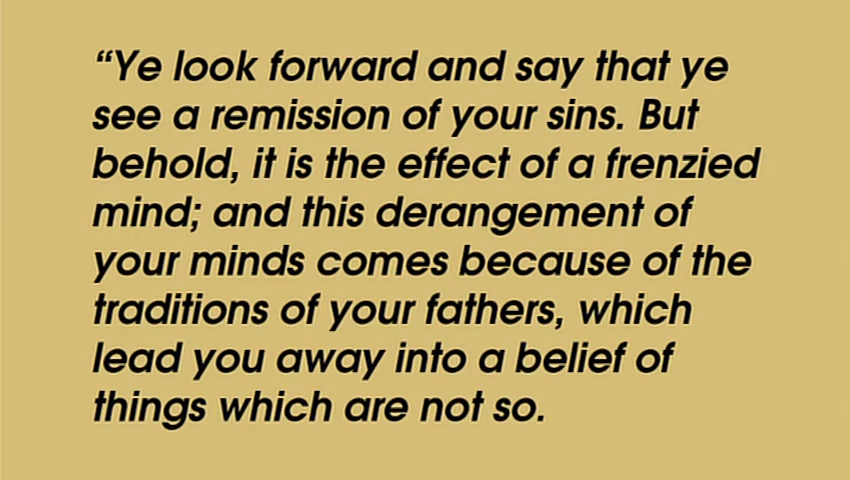 “Ye look forward and say that ye
see a remission of your sins. But
behold, it is the effect of a frenzied
mind; and this derangement of
your minds comes because of the
traditions of your fathers, which
lead you away into a belief of
things which are not so.